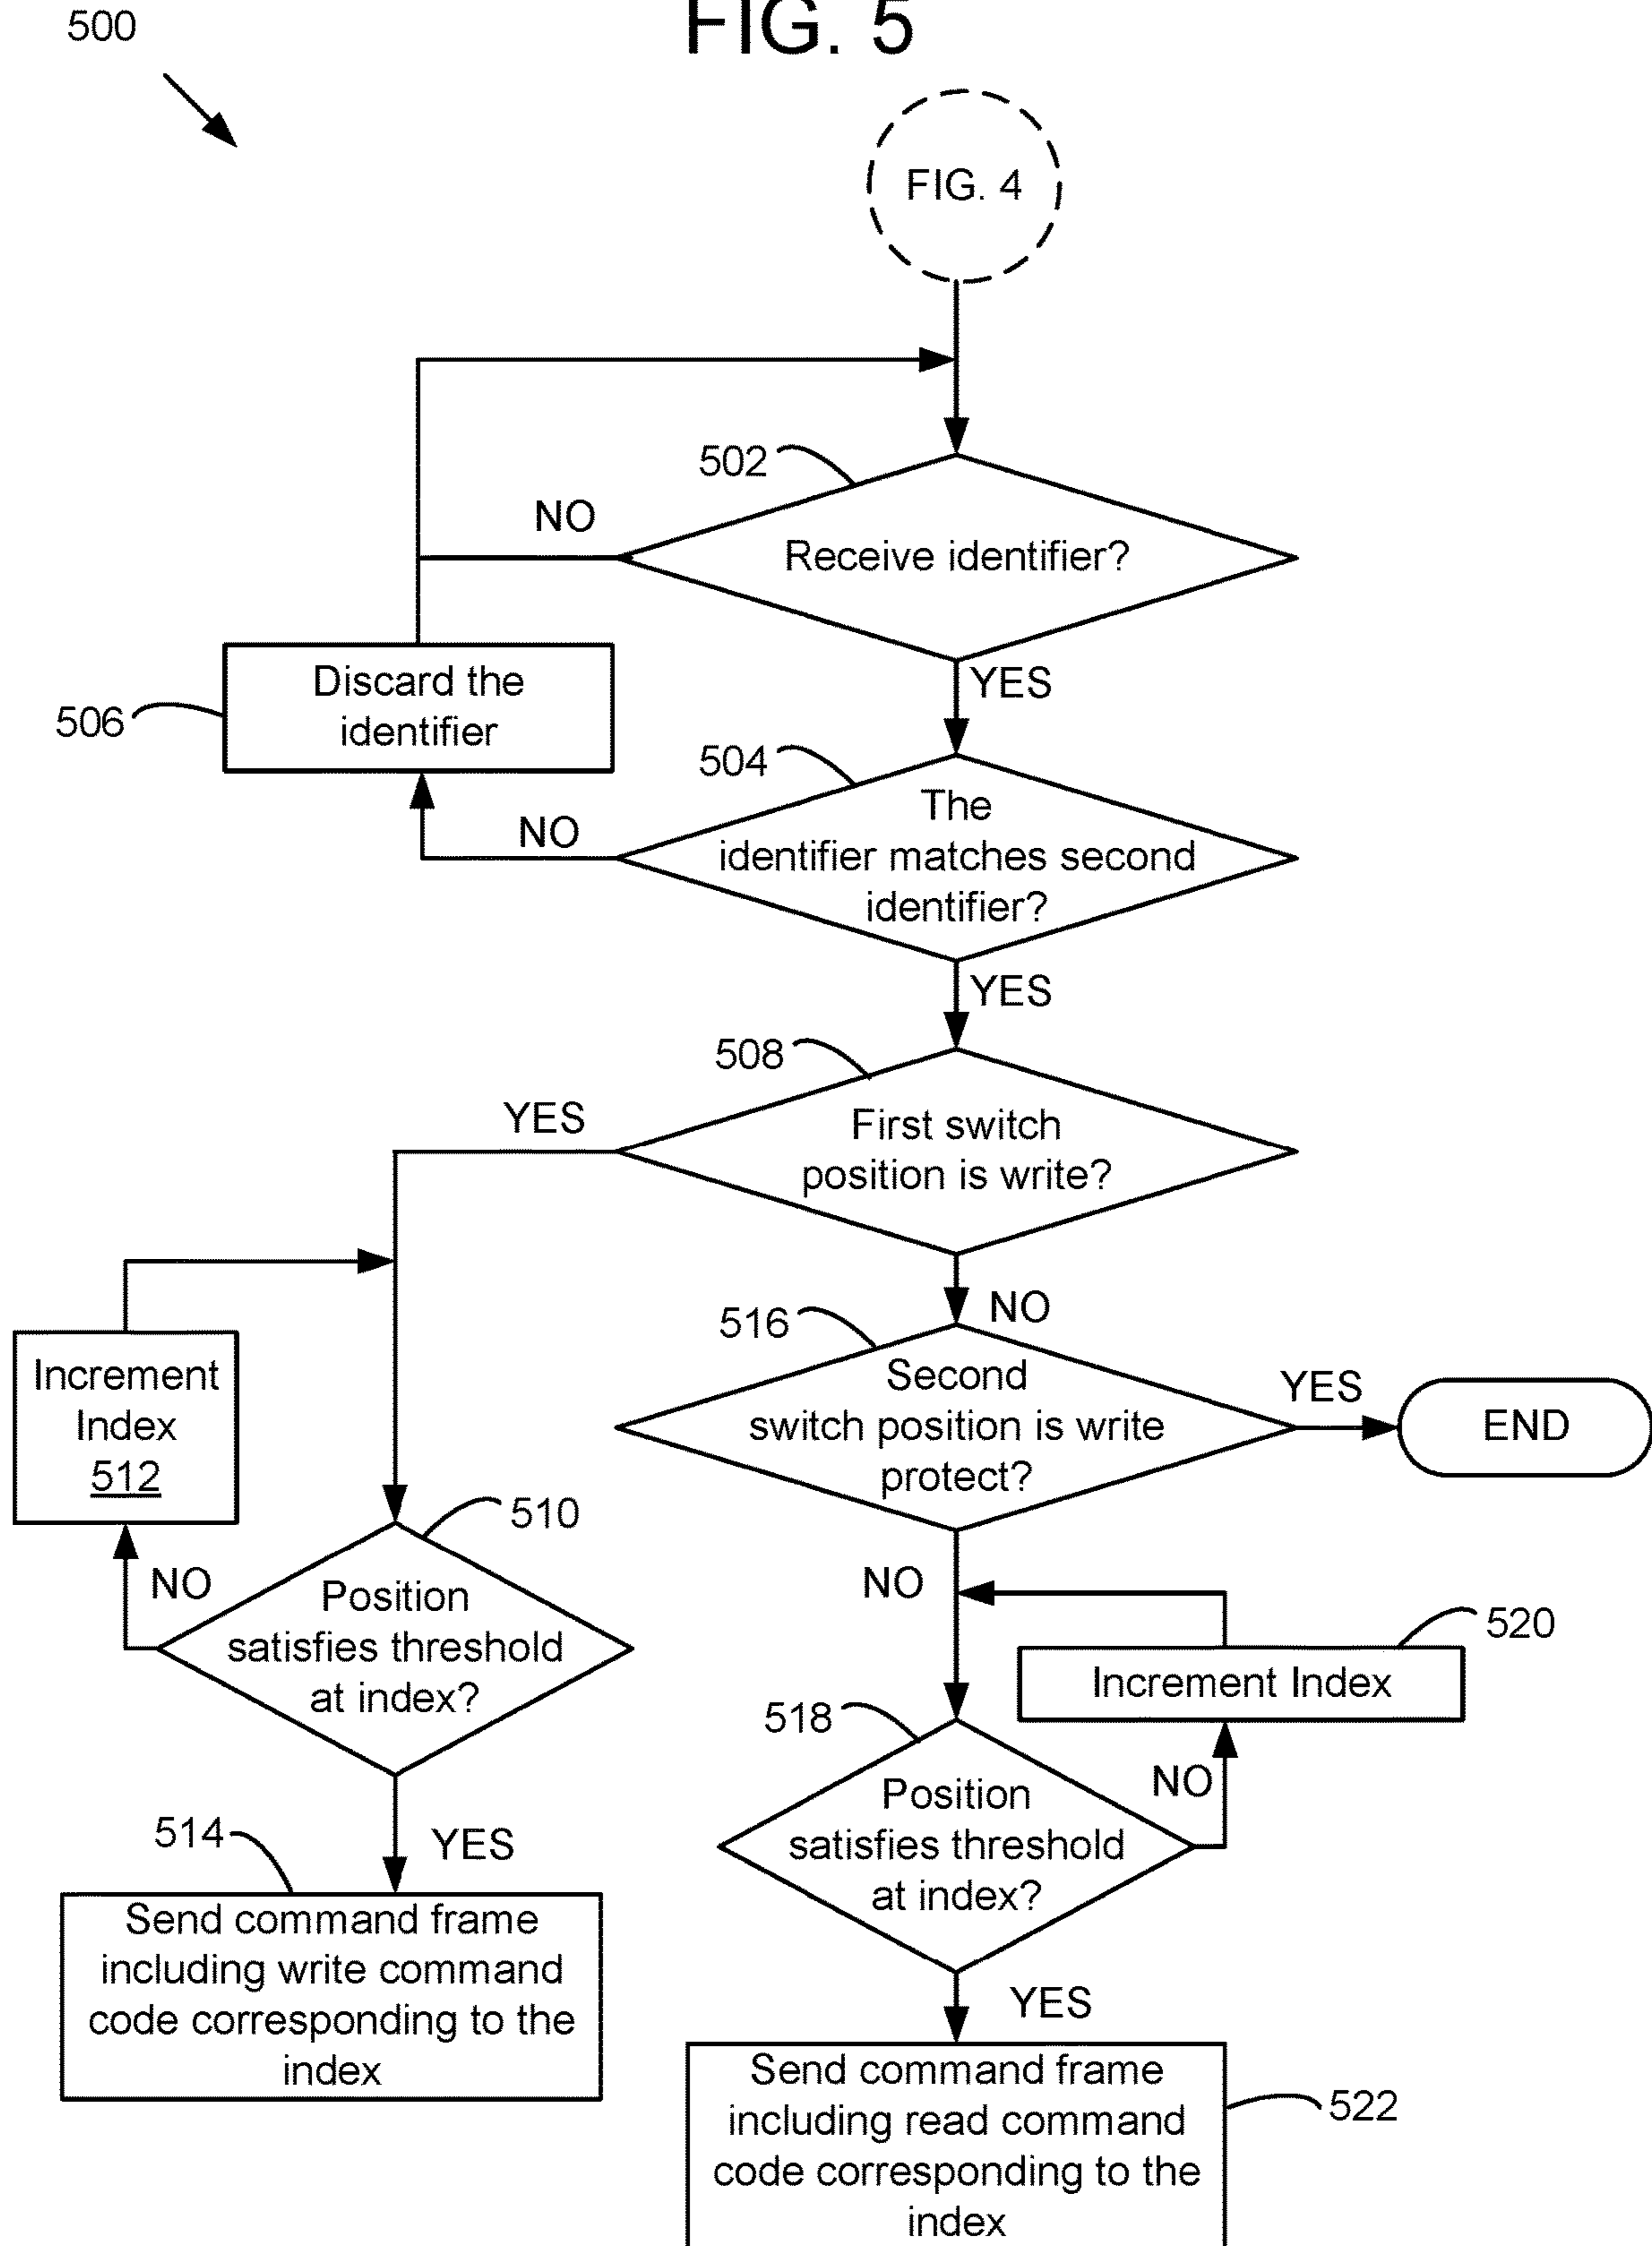 FIG. 5
500
FIG. 4
502
NO
Receive identifier?
YES
Discard the
identifier
506
504
NO
The
identifier matches second
identifier?
YES
508
YES
First switch
position is write?
NO
516
Second
switch position is write
protect?
YES
END
Increment
Index
512
510
NO
Position
satisfies threshold
at index?
NO
520
Increment Index
518
NO
Position
satisfies threshold
at index?
514
YES
Send command frame
including write command
code corresponding to the
index
YES
Send command frame
including read command
code corresponding to the
index
522